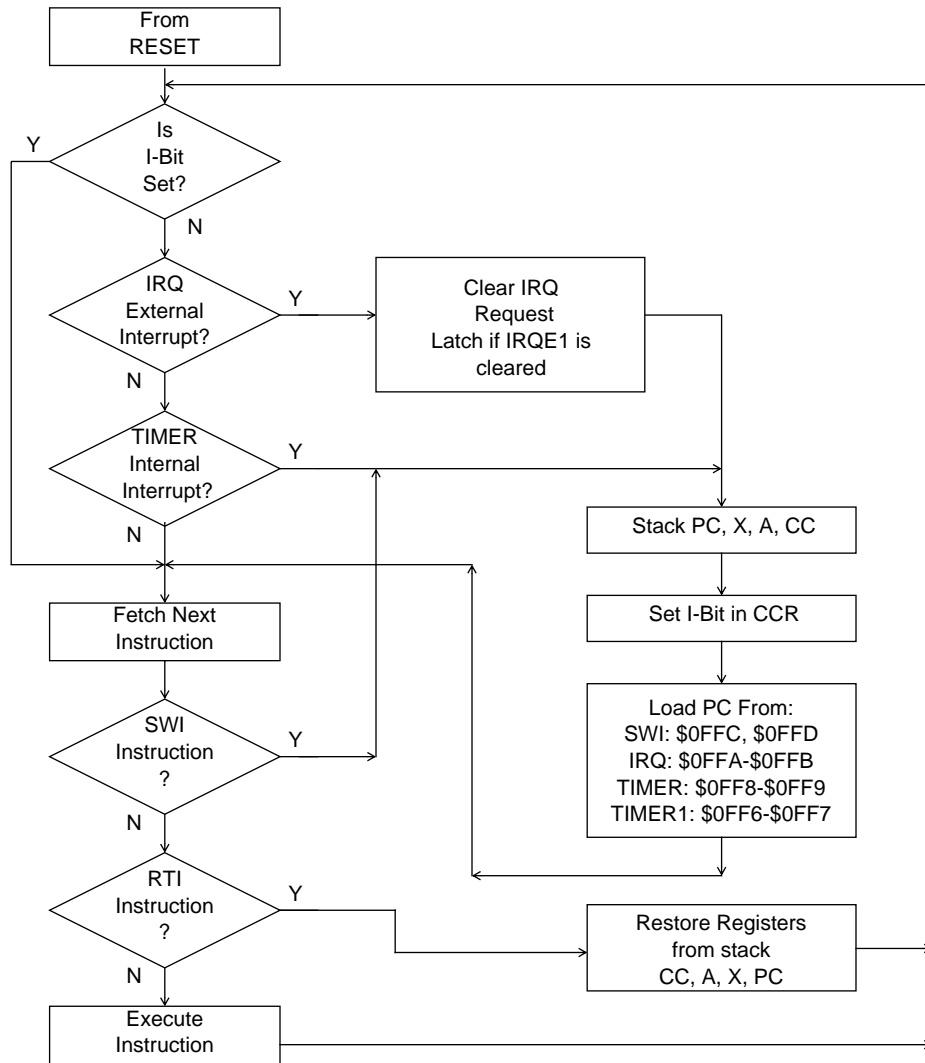 From
RESET
Is
I-Bit
Set?
Y
N
IRQ
External
Interrupt?
Y
N
Clear IRQ
Request
Latch if IRQE1 is
cleared
TIMER
Internal
Interrupt?
Y
N
Stack PC, X, A, CC
Set I-Bit in CCR
Load PC From:
SWI: $0FFC, $0FFD
IRQ: $0FFA-$0FFB
TIMER: $0FF8-$0FF9
TIMER1: $0FF6-$0FF7
Fetch Next
Instruction
SWI
Instruction
?
Y
N
RTI
Instruction
?
Y
N
Restore Registers
from stack
CC, A, X, PC
Execute
Instruction